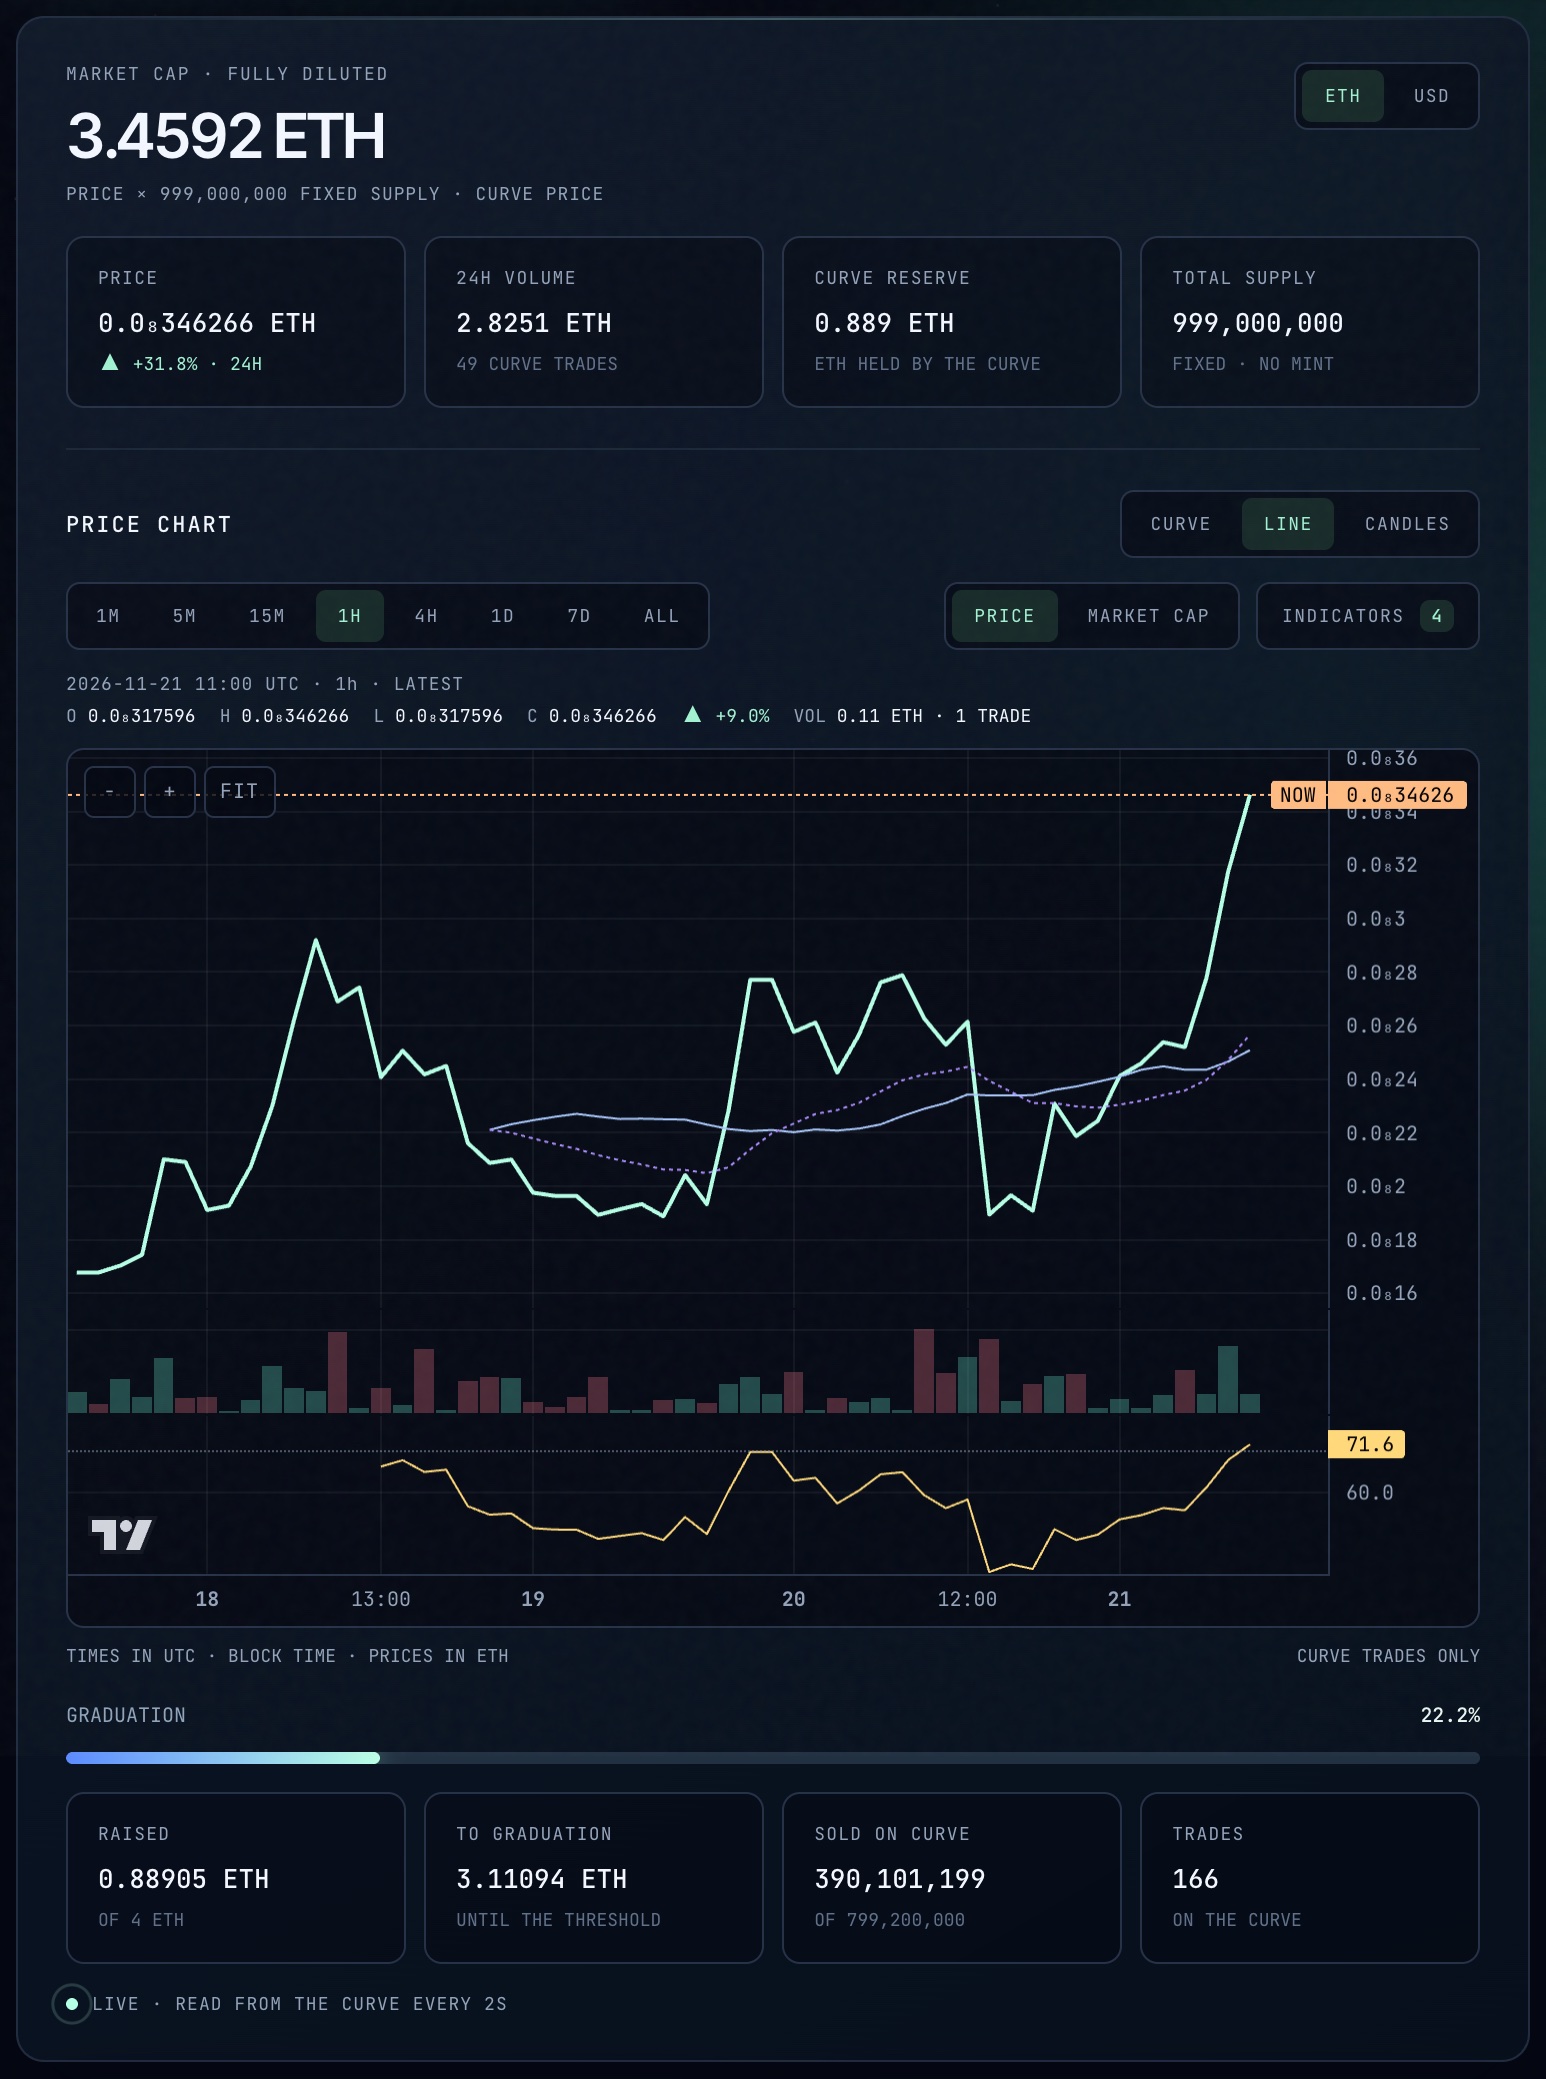 MARKET CAP · FULLY DILUTED
ETH USD
3.4592 ETH
PRICE × 999,000,000 FIXED SUPPLY · CURVE PRICE
PRICE
0.0₈346266 ETH
▲ +31.8% · 24H
24H VOLUME
2.8251 ETH
49 CURVE TRADES
CURVE RESERVE
0.889 ETH
ETH HELD BY THE CURVE
TOTAL SUPPLY
999,000,000
FIXED · NO MINT
PRICE CHART
CURVE LINE CANDLES
1M 5M 15M 1H 4H 1D 7D ALL
PRICE MARKET CAP
INDICATORS 4
2026-11-21 11:00 UTC · 1h · LATEST
O 0.0₈317596 H 0.0₈346266 L 0.0₈317596 C 0.0₈346266 ▲ +9.0% VOL 0.11 ETH · 1 TRADE
- + FIT
0.0₈36
NOW 0.0₈34626
0.0₈34
0.0₈32
0.0₈3
0.0₈28
0.0₈26
0.0₈24
0.0₈22
0.0₈2
0.0₈18
0.0₈16
71.6
60.0
18 13:00 19 20 12:00 21
TIMES IN UTC · BLOCK TIME · PRICES IN ETH
CURVE TRADES ONLY
GRADUATION
22.2%
RAISED
0.88905 ETH
OF 4 ETH
TO GRADUATION
3.11094 ETH
UNTIL THE THRESHOLD
SOLD ON CURVE
390,101,199
OF 799,200,000
TRADES
166
ON THE CURVE
LIVE · READ FROM THE CURVE EVERY 2S